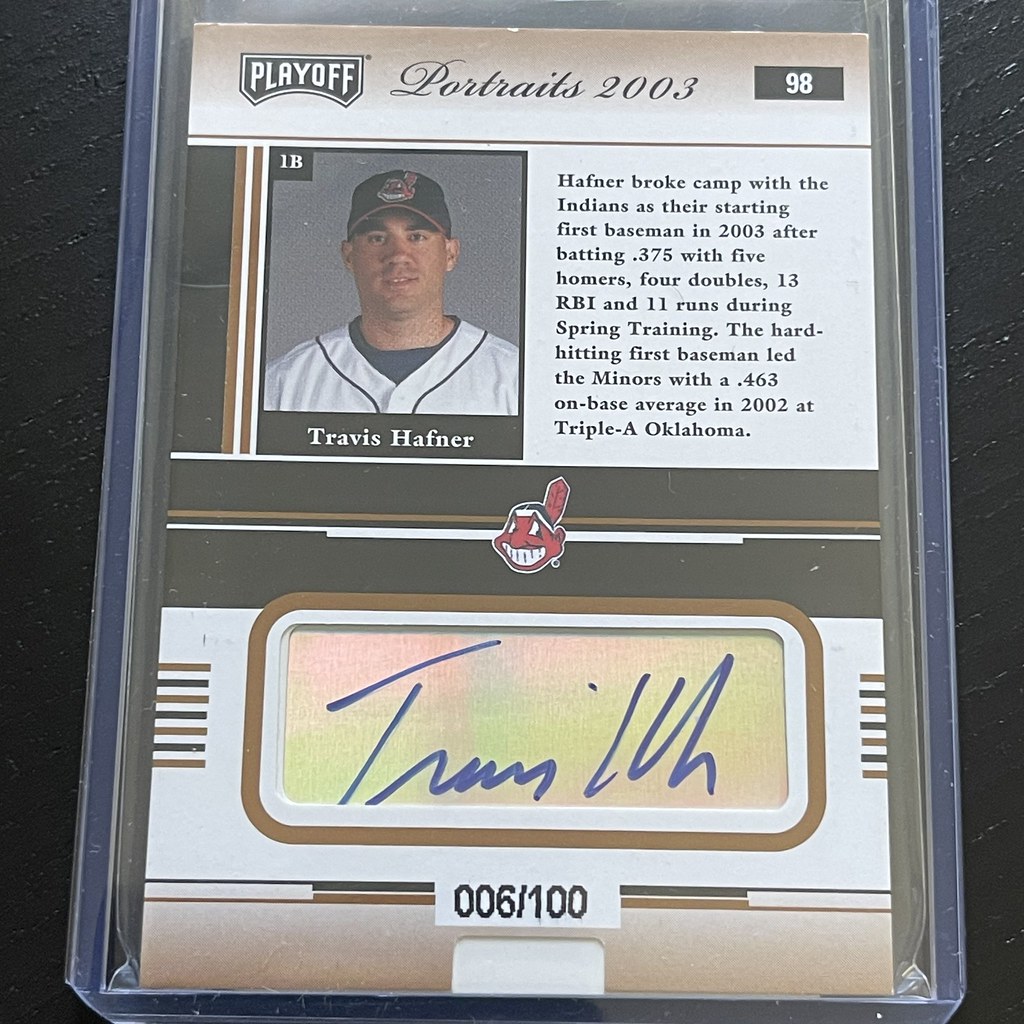 PLAYOFF
Portraits 2003
98
1B
Hafner broke camp with the
Indians as their starting
first baseman in 2003 after
batting .375 with five
homers, four doubles, 13
RBI and 11 runs during
Spring Training. The hard-
hitting first baseman led
the Minors with a .463
on-base average in 2002 at
Triple-A Oklahoma.
Travis Hafner
Travis H
006/100